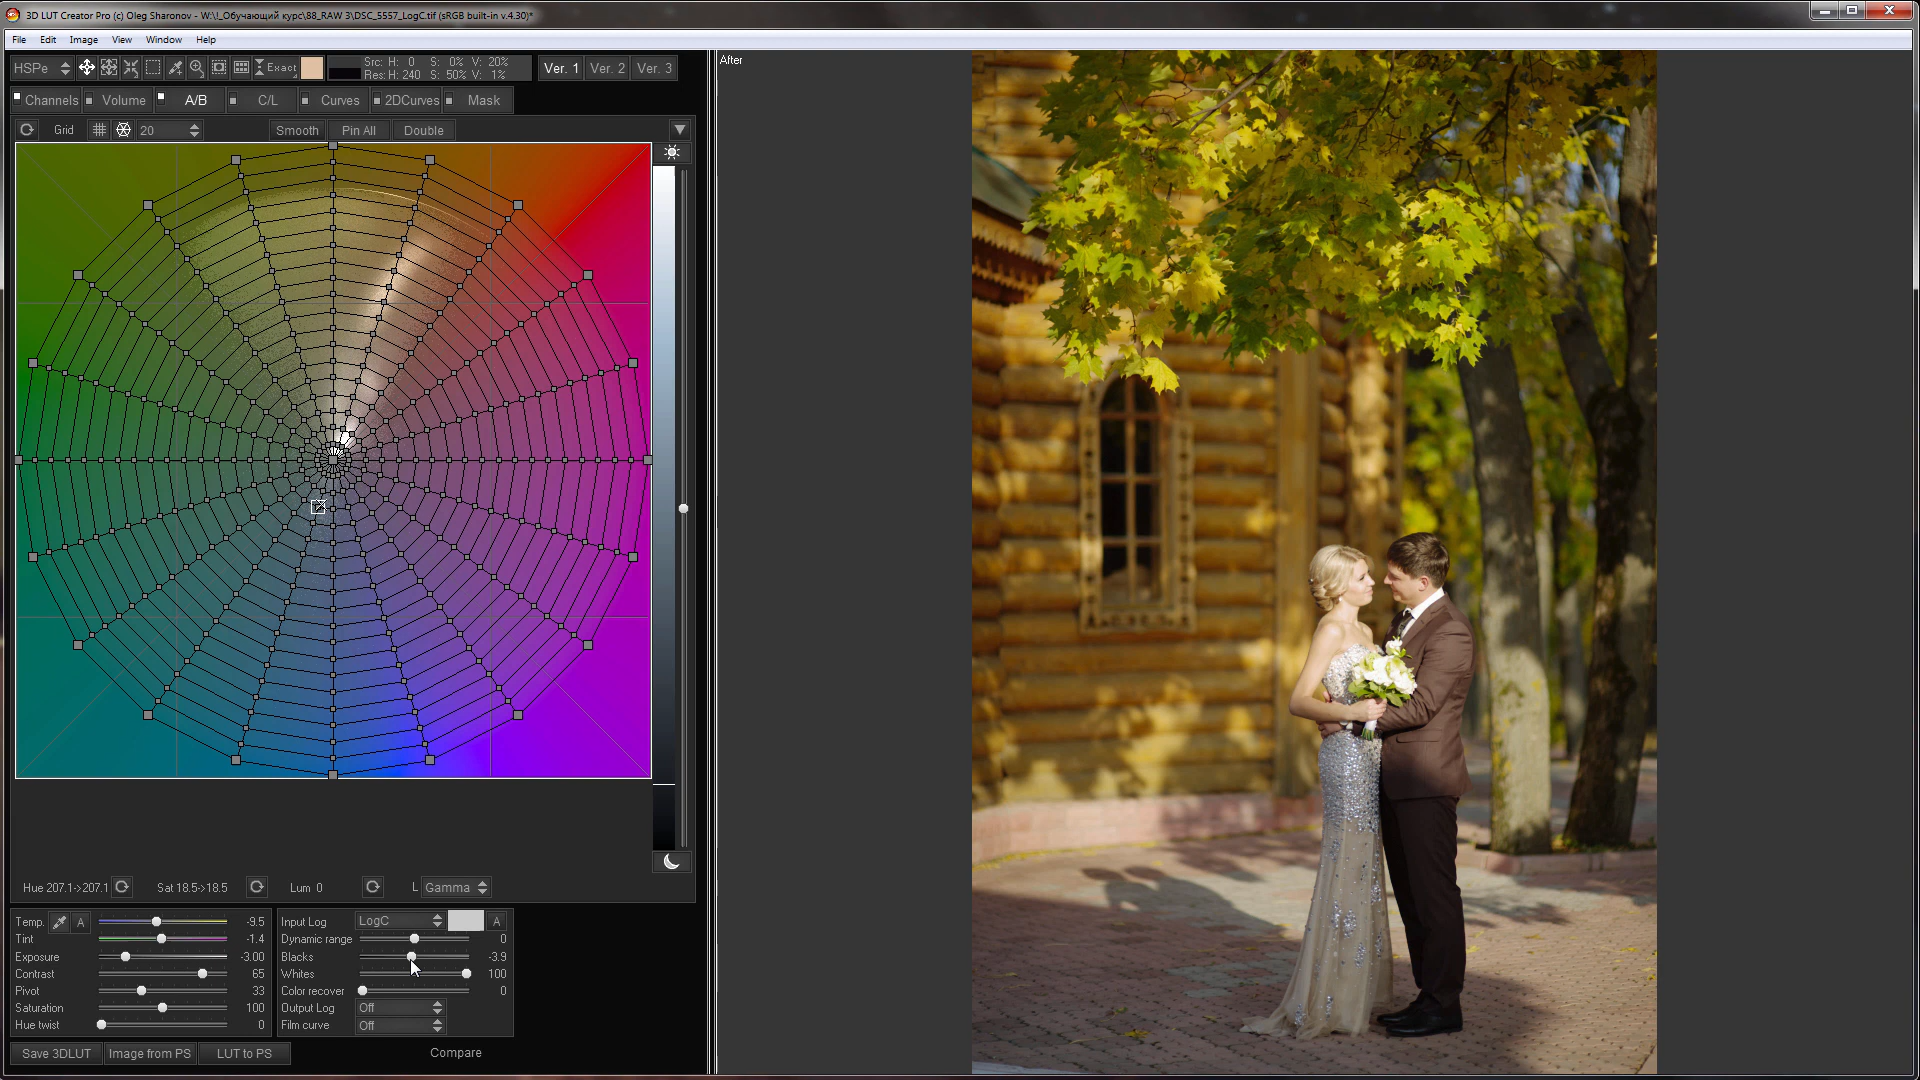 3D LUT Creator Pro (c) Oleg Sharonov - W:\!_Обучающий курс\88_RAW 3\DSC_5557_LogC.tif (sRGB built-in v.4.30)*
File Edit Image View Window Help
HSPe Exact Src: H: 0 S: 0% V: 20% Ver. 1 Ver. 2 Ver. 3
Res: H: 240 S: 50% V: 1%
After
Channels Volume A/B C/L Curves 2DCurves Mask
Grid 20 Smooth Pin All Double
Hue 207.1->207.1 Sat 18.5->18.5 Lum 0 L Gamma
Temp. A -9.5
Tint -1.4
Exposure -3.00
Contrast 65
Pivot 33
Saturation 100
Hue twist 0
Input Log LogC A
Dynamic range 0
Blacks -3.9
Whites 100
Color recover 0
Output Log Off
Film curve Off
Save 3DLUT Image from PS LUT to PS Compare